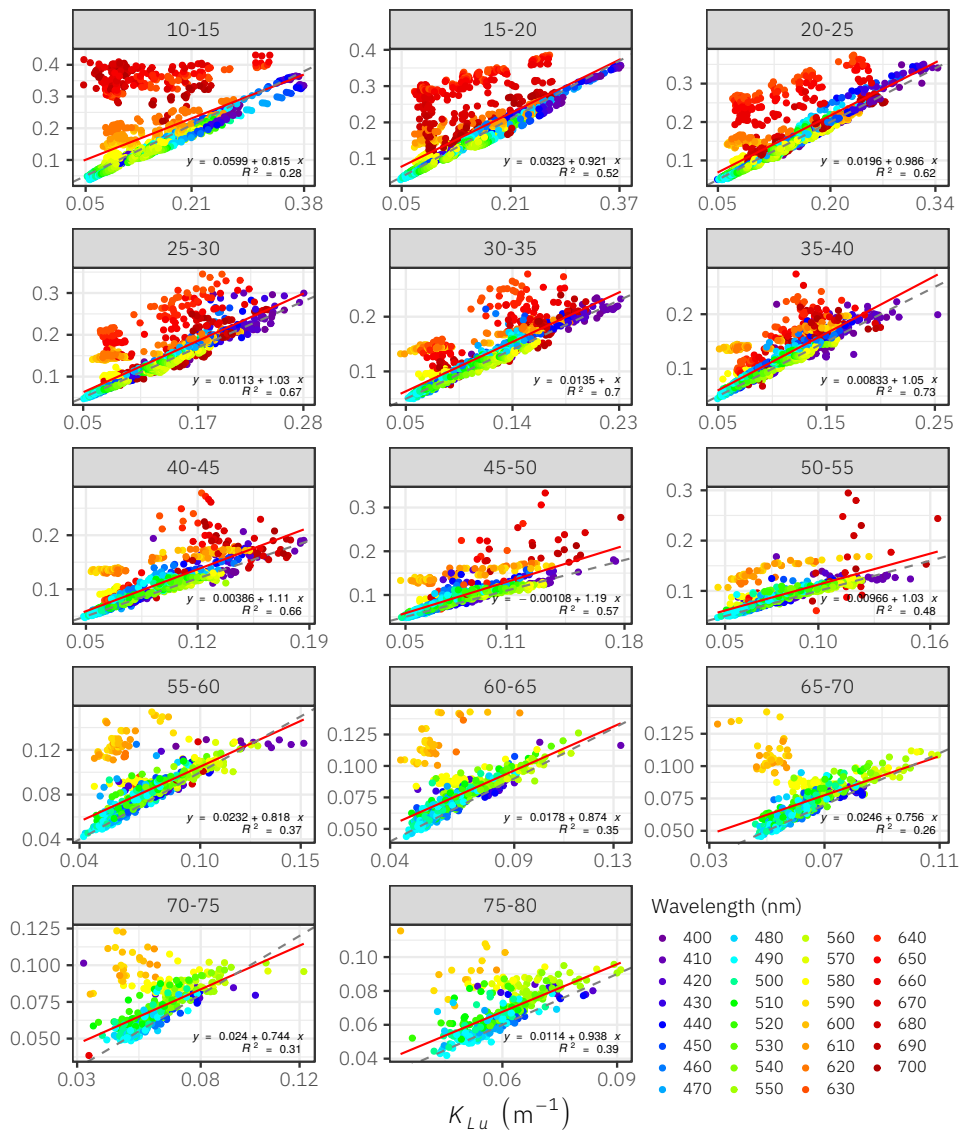 10-15
15-20
20-25
0.4
0.3
0.2
0.1
y = 0.0599 + 0.815 x
R² = 0.28
0.05
0.21
0.38
0.4
0.3
0.2
0.1
y = 0.0323 + 0.921 x
R² = 0.52
0.05
0.21
0.37
0.3
0.2
0.1
y = 0.0196 + 0.986 x
R² = 0.62
0.05
0.20
0.34
25-30
30-35
35-40
0.3
0.2
0.1
y = 0.0113 + 1.03 x
R² = 0.67
0.05
0.17
0.28
0.3
0.2
0.1
y = 0.0135 + x
R² = 0.7
0.05
0.14
0.23
0.2
0.1
y = 0.00833 + 1.05 x
R² = 0.73
0.05
0.15
0.25
40-45
45-50
50-55
0.2
0.1
y = 0.00386 + 1.11 x
R² = 0.66
0.05
0.12
0.19
0.3
0.2
0.1
y = − 0.00108 + 1.19 x
R² = 0.57
0.05
0.11
0.18
0.3
0.2
0.1
y = 0.00966 + 1.03 x
R² = 0.48
0.05
0.10
0.16
55-60
60-65
65-70
0.12
0.08
0.04
y = 0.0232 + 0.818 x
R² = 0.37
0.04
0.10
0.15
0.125
0.100
0.075
0.050
y = 0.0178 + 0.874 x
R² = 0.35
0.04
0.09
0.13
0.125
0.100
0.075
0.050
y = 0.0246 + 0.756 x
R² = 0.26
0.03
0.07
0.11
70-75
75-80
0.125
0.100
0.075
0.050
y = 0.024 + 0.744 x
R² = 0.31
0.03
0.08
0.12
0.10
0.08
0.06
0.04
y = 0.0114 + 0.938 x
R² = 0.39
0.06
0.09
Wavelength (nm)
400 480 560 640
410 490 570 650
420 500 580 660
430 510 590 670
440 520 600 680
450 530 610 690
460 540 620 700
470 550 630
K_Lu (m⁻¹)